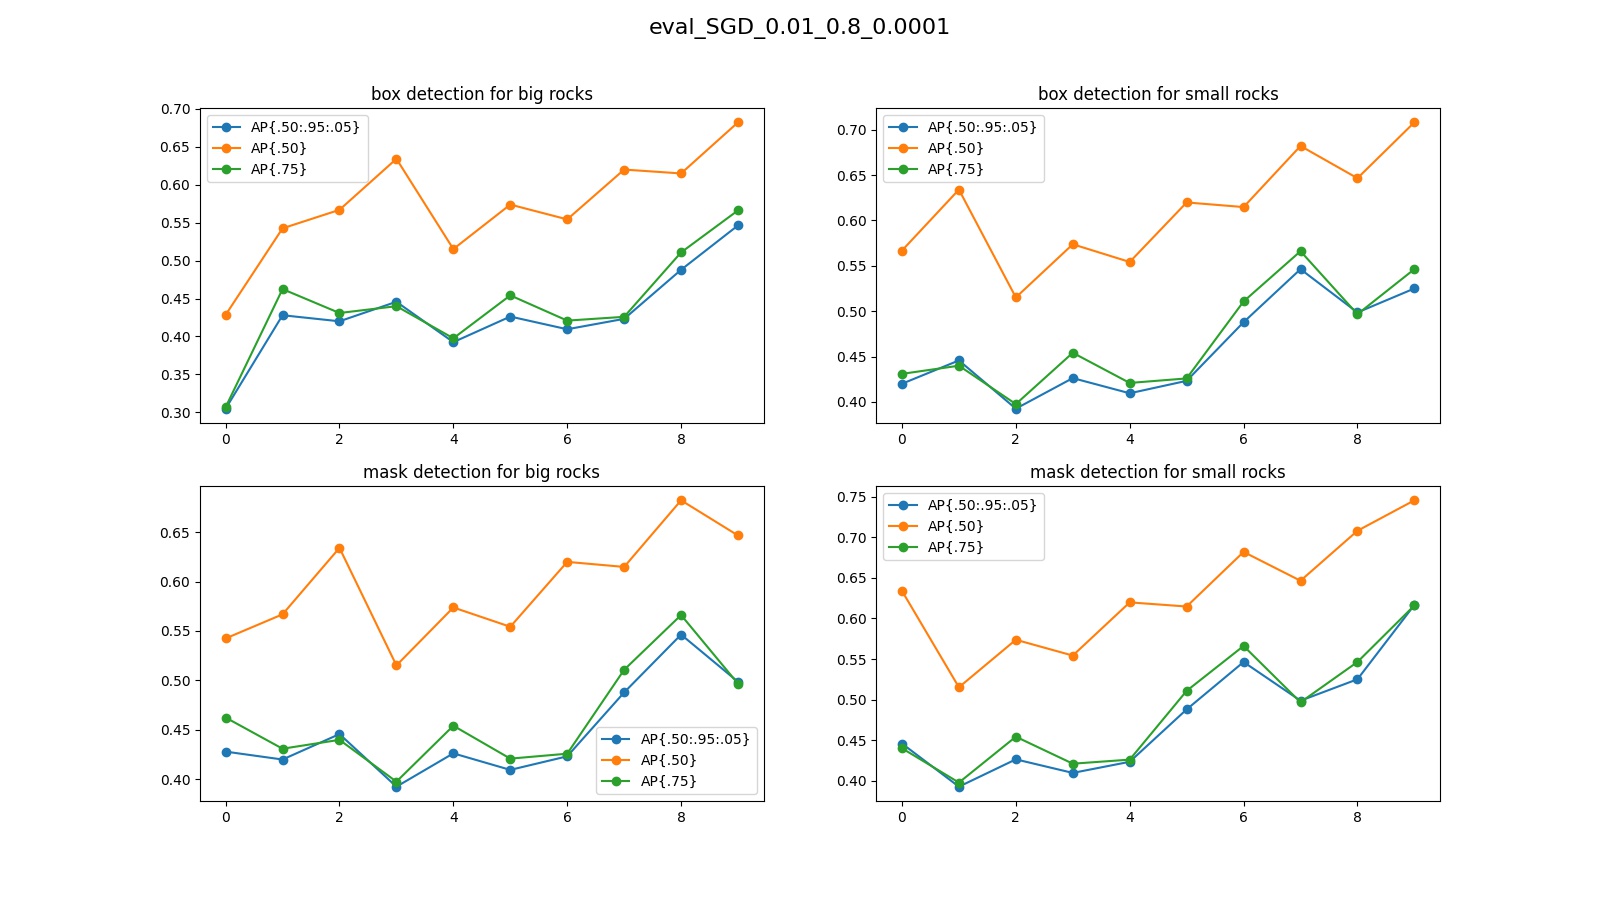 eval_SGD_0.01_0.8_0.0001
box detection for big rocks
AP{.50:.95:.05}
AP{.50}
AP{.75}
0.70
0.65
0.60
0.55
0.50
0.45
0.40
0.35
0.30
0 2 4 6 8
box detection for small rocks
AP{.50:.95:.05}
AP{.50}
AP{.75}
0.70
0.65
0.60
0.55
0.50
0.45
0.40
0 2 4 6 8
mask detection for big rocks
0.65
0.60
0.55
0.50
0.45
0.40
AP{.50:.95:.05}
AP{.50}
AP{.75}
0 2 4 6 8
mask detection for small rocks
AP{.50:.95:.05}
AP{.50}
AP{.75}
0.75
0.70
0.65
0.60
0.55
0.50
0.45
0.40
0 2 4 6 8